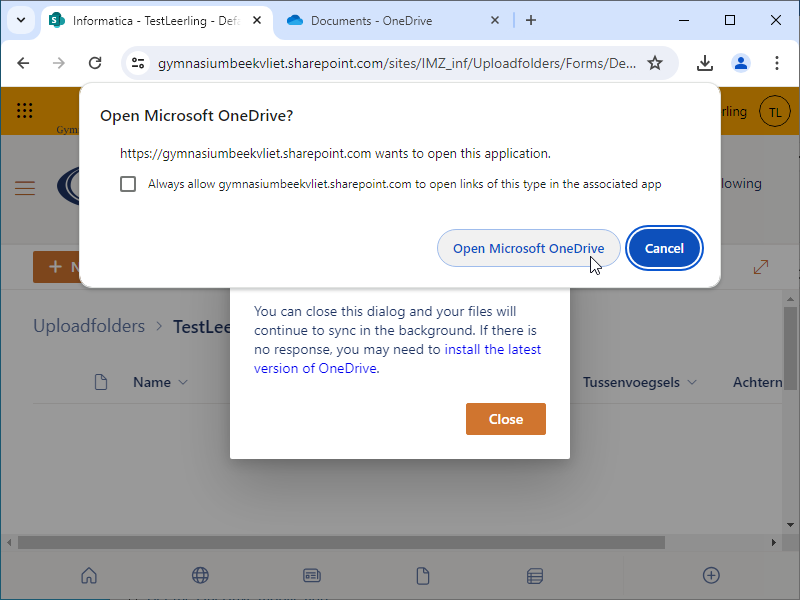 Informatica - TestLeerling - Defa
Documents - OneDrive
gymnasiumbeekvliet.sharepoint.com/sites/IMZ_inf/Uploadfolders/Forms/De...
Gym
rling
TL
Open Microsoft OneDrive?
https://gymnasiumbeekvliet.sharepoint.com wants to open this application.
Always allow gymnasiumbeekvliet.sharepoint.com to open links of this type in the associated app
lowing
Open Microsoft OneDrive
Cancel
N
You can close this dialog and your files will
continue to sync in the background. If there is
no response, you may need to install the latest
version of OneDrive.
Uploadfolders > TestLee
Name
Tussenvoegsels
Achtern
Close